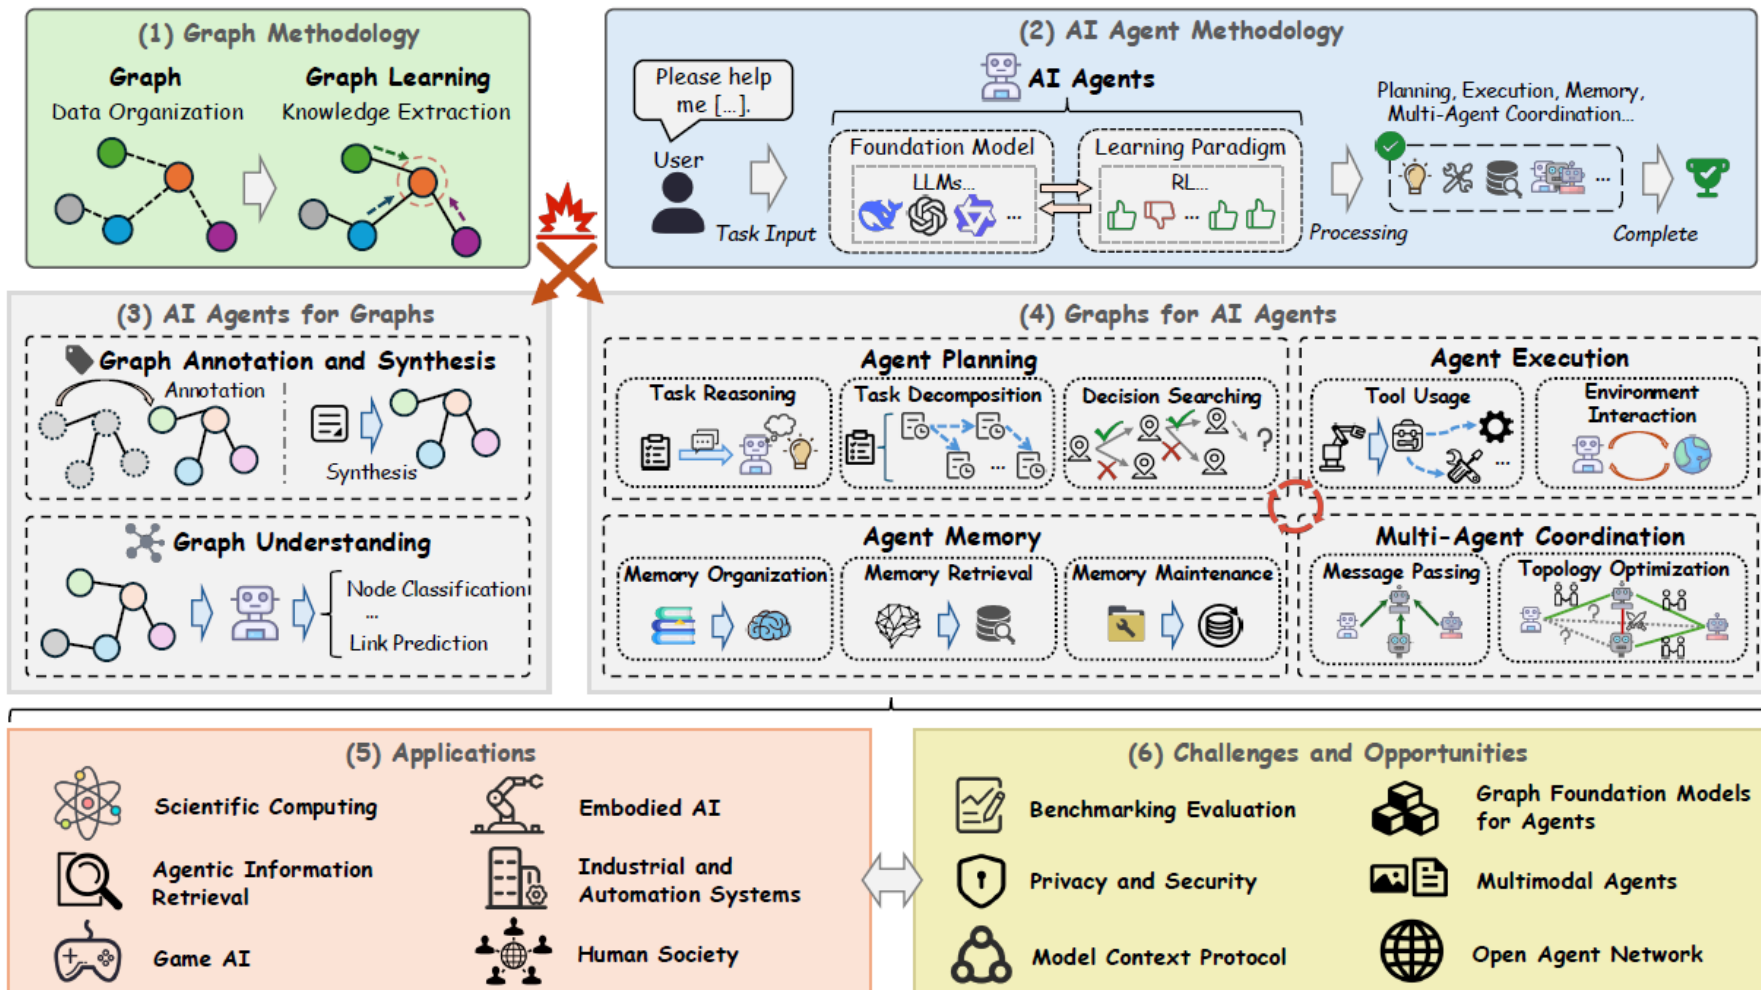 (1) Graph Methodology
Graph
Data Organization
Graph Learning
Knowledge Extraction
(2) AI Agent Methodology
Please help
me [...].
User
Task Input
AI Agents
Foundation Model
LLMs...
...
Learning Paradigm
RL...
...
Processing
Planning, Execution, Memory,
Multi-Agent Coordination...
...
Complete
(3) AI Agents for Graphs
Graph Annotation and Synthesis
Annotation
Synthesis
Graph Understanding
Node Classification
...
Link Prediction
(4) Graphs for AI Agents
Agent Planning
Task Reasoning
Task Decomposition
...
Decision Searching
?
Agent Execution
Tool Usage
...
Environment
Interaction
Agent Memory
Memory Organization
Memory Retrieval
Memory Maintenance
Multi-Agent Coordination
Message Passing
Topology Optimization
?
?
(5) Applications
Scientific Computing
Embodied AI
Agentic Information
Retrieval
Industrial and
Automation Systems
Game AI
Human Society
(6) Challenges and Opportunities
Benchmarking Evaluation
Graph Foundation Models
for Agents
Privacy and Security
Multimodal Agents
Model Context Protocol
Open Agent Network